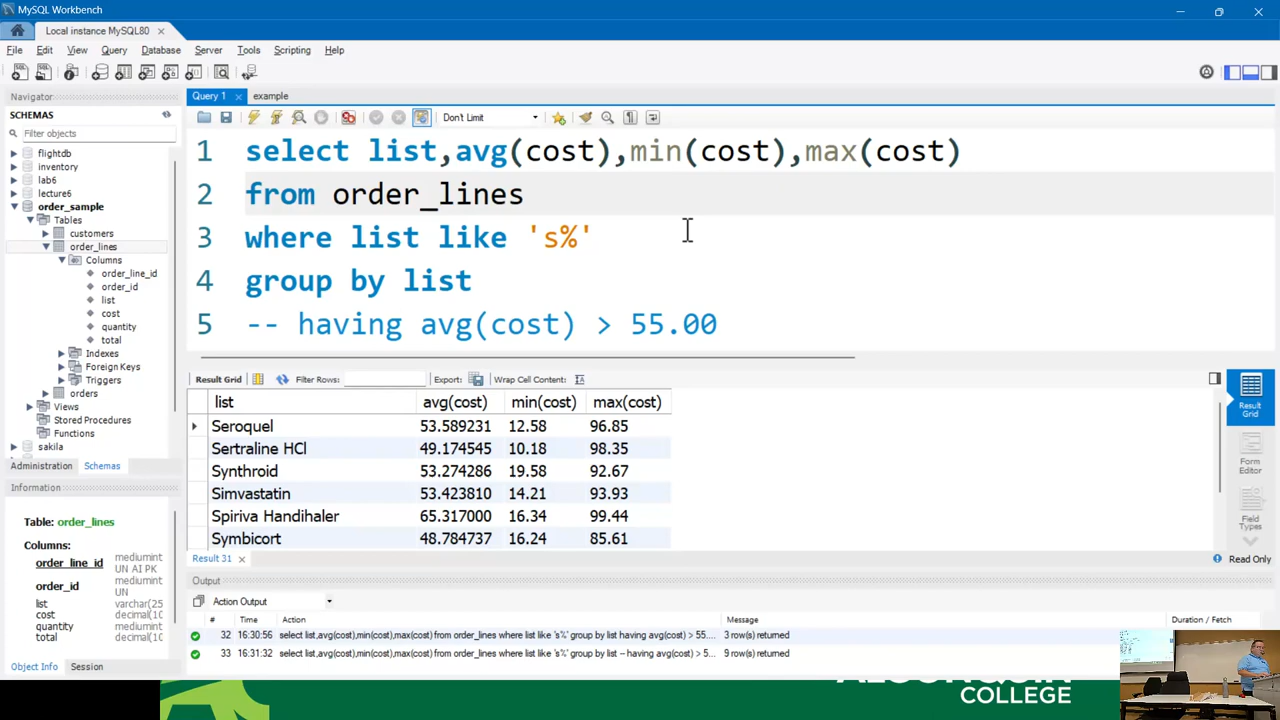 MySQL Workbench
Local instance MySQL80
File Edit View Query Database Server Tools Scripting Help
Navigator
SCHEMAS
Filter objects
flightdb
inventory
lab6
lecture6
order_sample
Tables
customers
order_lines
Columns
order_line_id
order_id
list
cost
quantity
total
Indexes
Foreign Keys
Triggers
orders
Views
Stored Procedures
Functions
sakila
Administration Schemas
Information
Table: order_lines
Columns:
order_line_id mediumint UN AI PK
order_id mediumint UN
list varchar(25
cost decimal(10
quantity mediumint
total decimal(10
Object Info Session
Query 1 example
Don't Limit
1 select list,avg(cost),min(cost),max(cost)
2 from order_lines
3 where list like 's%'
4 group by list
5 -- having avg(cost) > 55.00
Result Grid Filter Rows: Export: Wrap Cell Content:
list avg(cost) min(cost) max(cost)
Seroquel 53.589231 12.58 96.85
Sertraline HCl 49.174545 10.18 98.35
Synthroid 53.274286 19.58 92.67
Simvastatin 53.423810 14.21 93.93
Spiriva Handihaler 65.317000 16.34 99.44
Symbicort 48.784737 16.24 85.61
Result Grid
Form Editor
Field Types
Result 31
Read Only
Output
Action Output
# Time Action Message Duration / Fetch
32 16:30:56 select list,avg(cost),min(cost),max(cost) from order_lines where list like 's%' group by list having avg(cost) > 55.... 3 row(s) returned
33 16:31:32 select list,avg(cost),min(cost),max(cost) from order_lines where list like 's%' group by list -- having avg(cost) > 5... 9 row(s) returned
COLLEGE